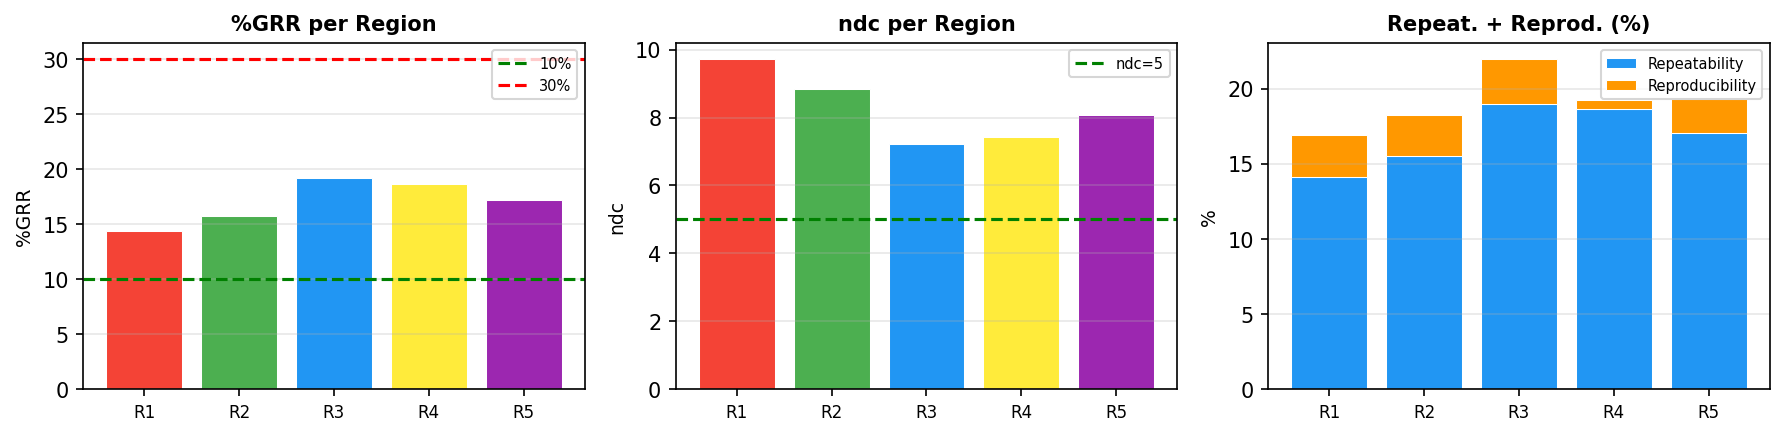 %GRR per Region
%GRR
30
25
20
15
10
5
0
10%
30%
R1 R2 R3 R4 R5
ndc per Region
ndc
10
8
6
4
2
0
ndc=5
R1 R2 R3 R4 R5
Repeat. + Reprod. (%)
%
20
15
10
5
0
Repeatability
Reproducibility
R1 R2 R3 R4 R5